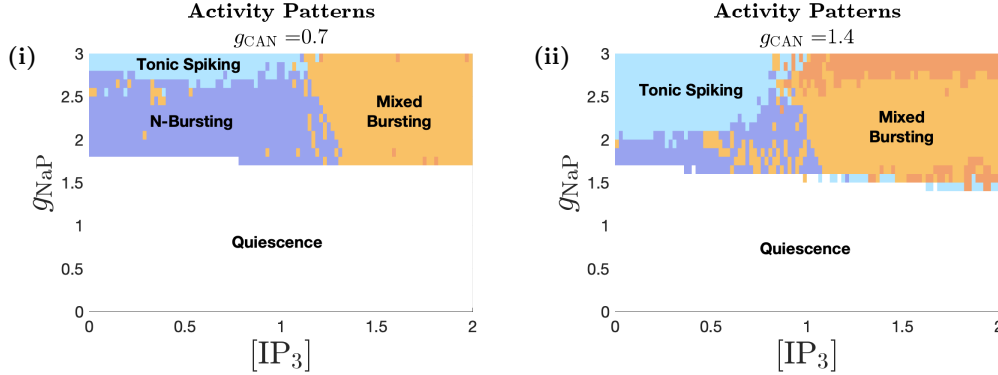 Activity Patterns
g_CAN =0.7
(i)
3
2.5
2
1.5
1
0.5
0
g_NaP
Tonic Spiking
N-Bursting
Mixed
Bursting
Quiescence
0
0.5
1
1.5
2
[IP₃]
Activity Patterns
g_CAN =1.4
(ii)
3
2.5
2
1.5
1
0.5
0
g_NaP
Tonic Spiking
Mixed
Bursting
Quiescence
0
0.5
1
1.5
2
[IP₃]